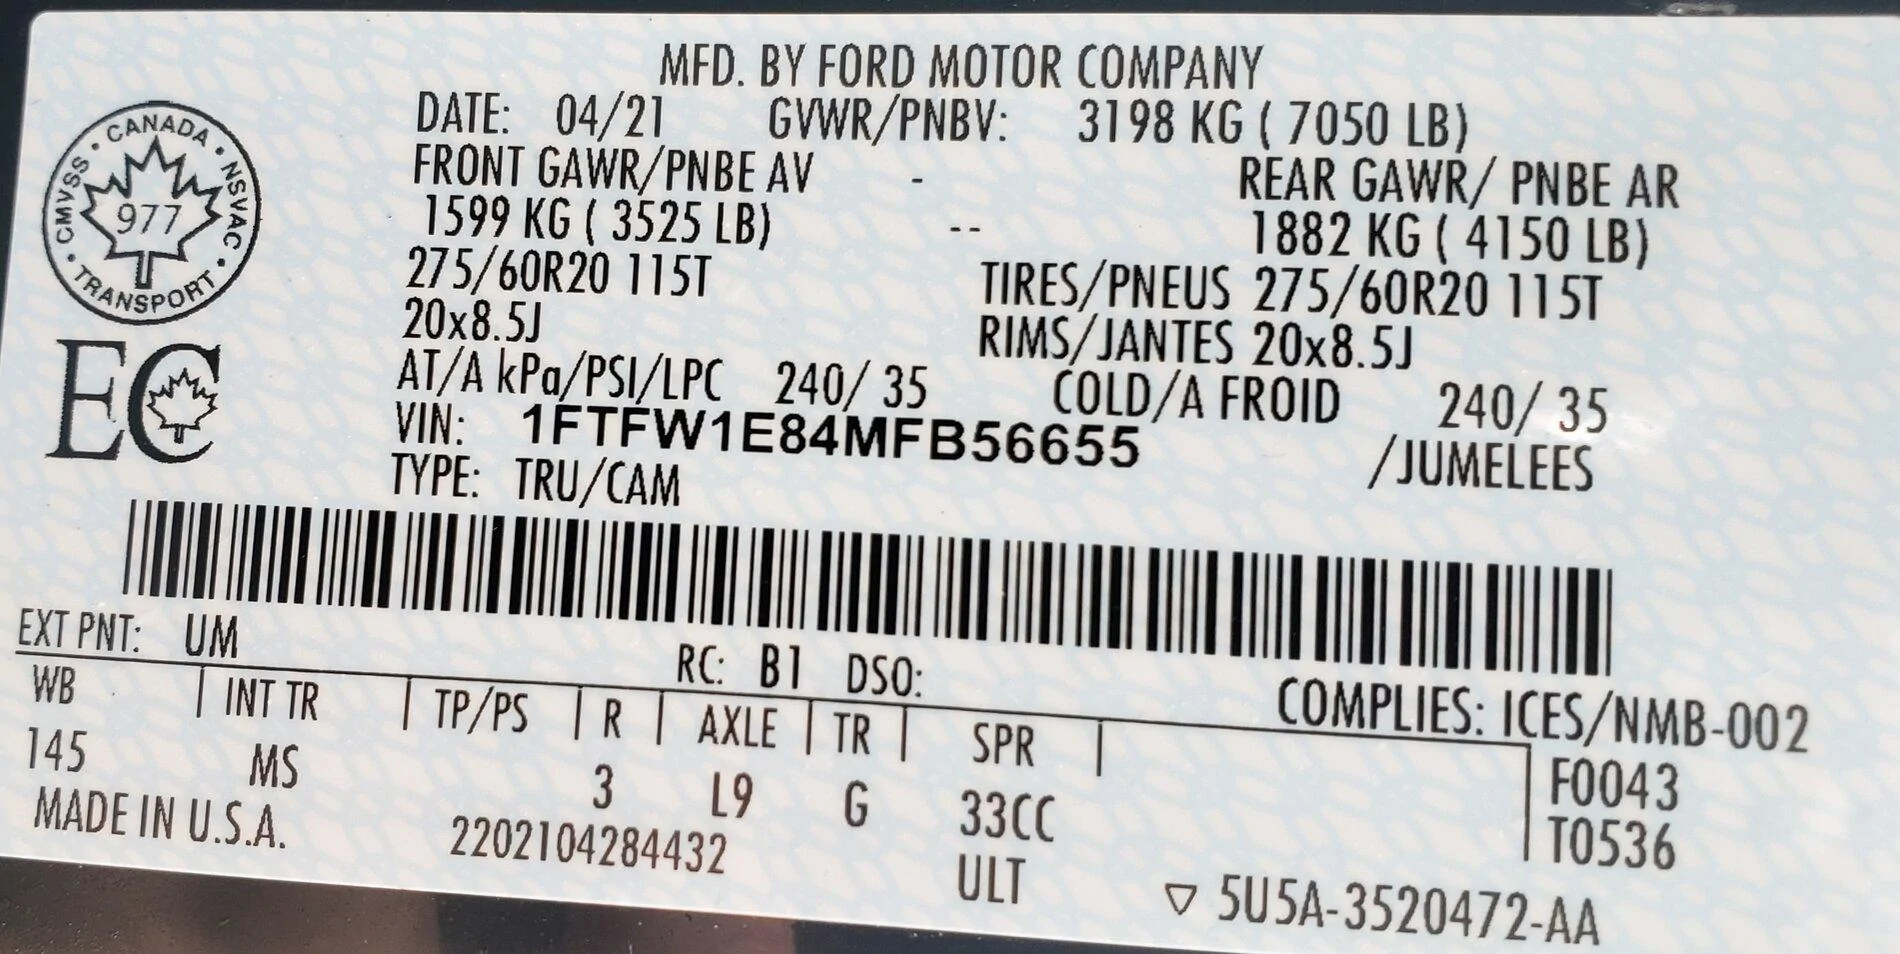 MFD. BY FORD MOTOR COMPANY
DATE: 04/21 GVWR/PNBV: 3198 KG ( 7050 LB)
FRONT GAWR/PNBE AV - REAR GAWR/ PNBE AR
1599 KG ( 3525 LB) -- 1882 KG ( 4150 LB)
275/60R20 115T TIRES/PNEUS 275/60R20 115T
20x8.5J RIMS/JANTES 20x8.5J
AT/A kPa/PSI/LPC 240/ 35 COLD/A FROID 240/ 35
VIN: 1FTFW1E84MFB56655 /JUMELEES
TYPE: TRU/CAM
CMVSS • CANADA • NSVAC • TRANSPORT •
977
EC
EXT PNT: UM RC: B1 DSO:
COMPLIES: ICES/NMB-002
WB | INT TR | TP/PS | R | AXLE | TR | SPR |
145 MS 3 L9 G 33CC F0043
MADE IN U.S.A. 2202104284432 ULT T0536
▽ 5U5A-3520472-AA